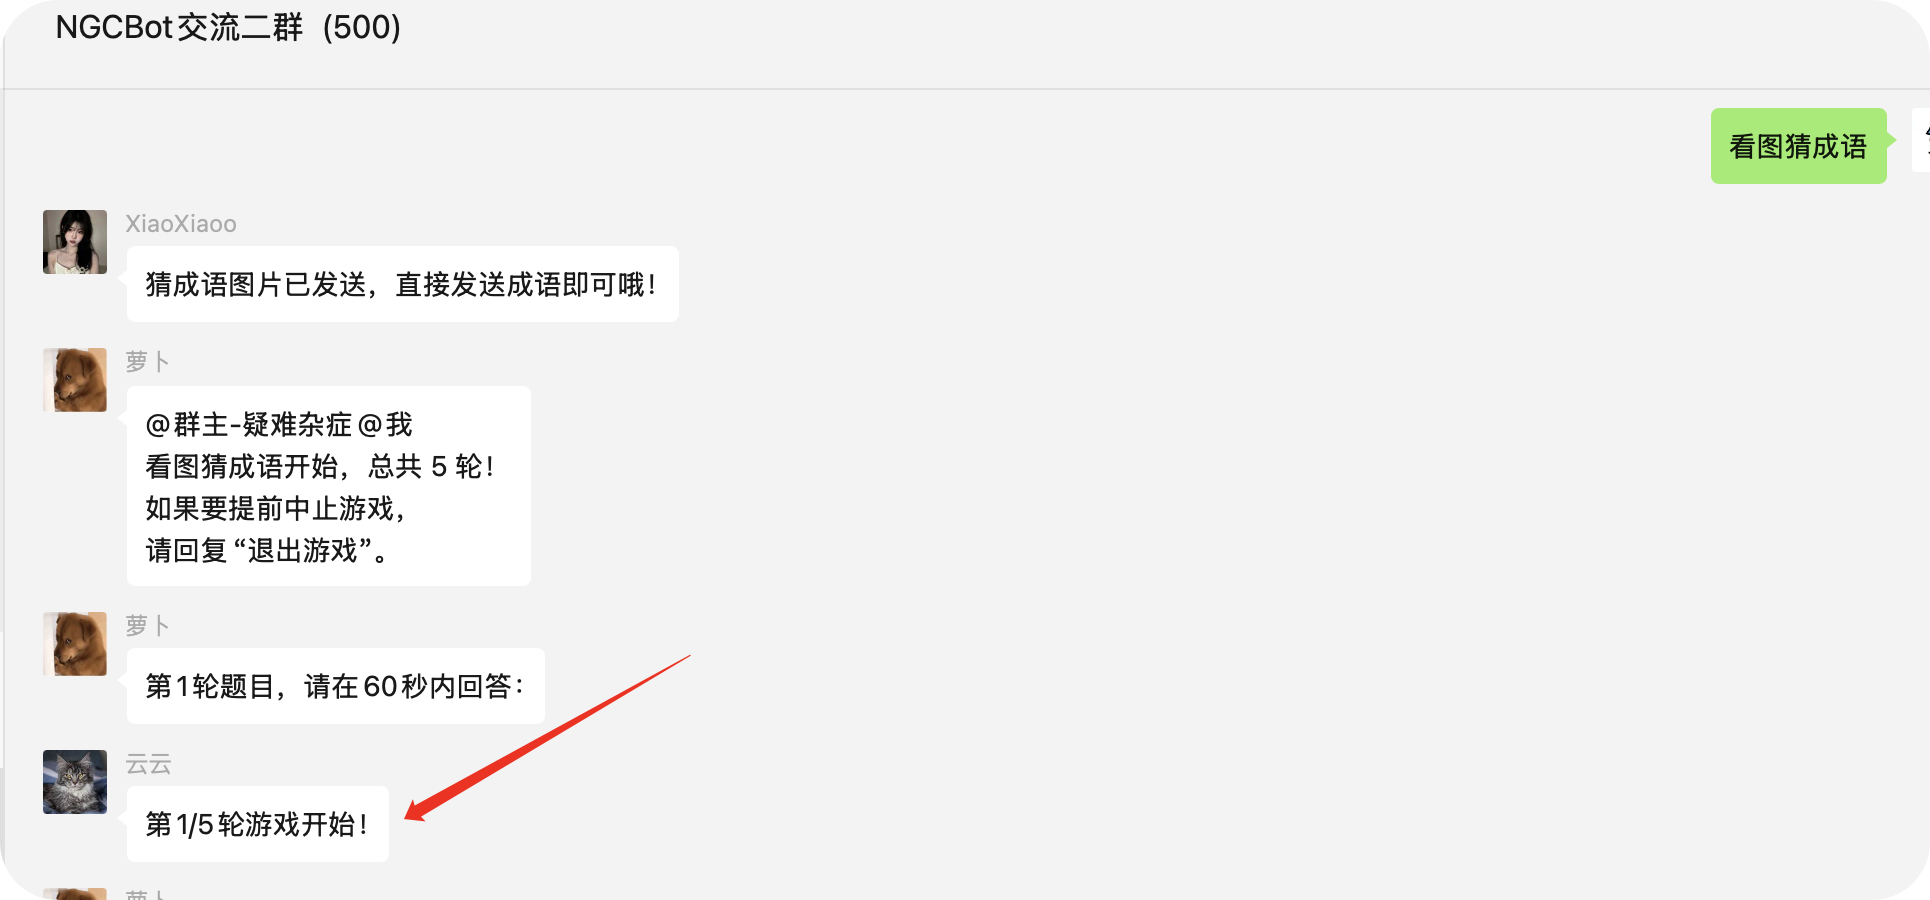 NGCBot交流二群 (500)
看图猜成语
XiaoXiaoo
猜成语图片已发送，直接发送成语即可哦！
萝卜
@群主-疑难杂症@我
看图猜成语开始，总共 5 轮！
如果要提前中止游戏，
请回复“退出游戏”。
萝卜
第1轮题目，请在60秒内回答：
云云
第1/5轮游戏开始！